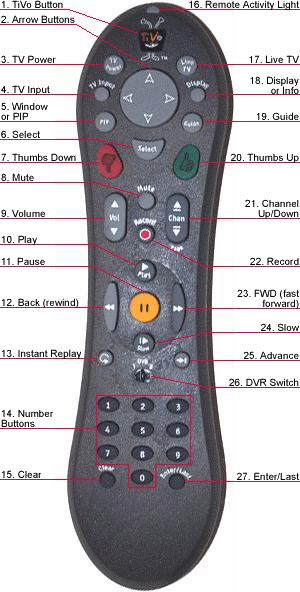 1. TiVo Button
2. Arrow Buttons
3. TV Power
4. TV Input
5. Window
or PIP
6. Select
7. Thumbs Down
8. Mute
9. Volume
10. Play
11. Pause
12. Back (rewind)
13. Instant Replay
14. Number
Buttons
15. Clear
16. Remote Activity Light
17. Live TV
18. Display
or Info
19. Guide
20. Thumbs Up
21. Channel
Up/Down
22. Record
23. FWD (fast
forward)
24. Slow
25. Advance
26. DVR Switch
27. Enter/Last
TiVo
TV
Power
Live
TV
TV Input
Display
PIP
Guide
Select
Mute
Vol
Chan
Record
Play
Slow
DVR
1
2
3
4
5
6
7
8
9
Clear
0
Enter/Last